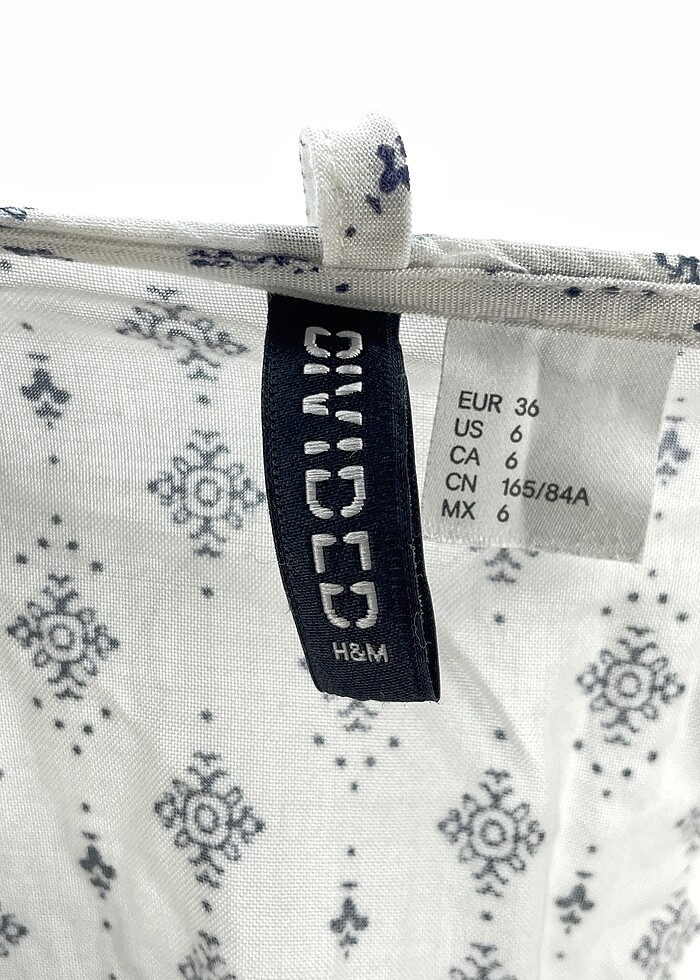 DIVIDED
H&M
EUR 36
US 6
CA 6
CN 165/84A
MX 6